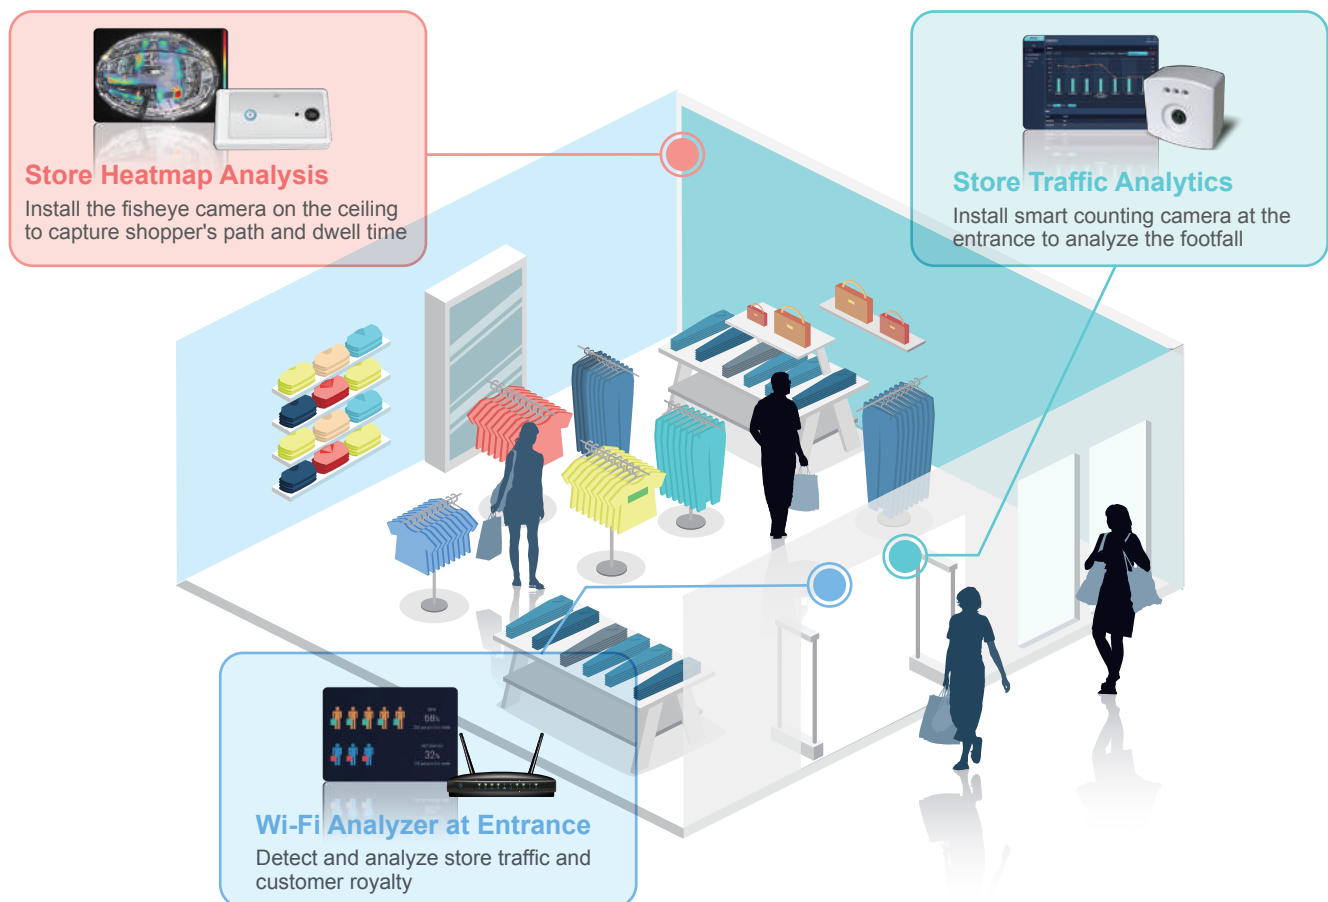 Store Heatmap Analysis
Install the fisheye camera on the ceiling
to capture shopper's path and dwell time
Store Traffic Analytics
Install smart counting camera at the
entrance to analyze the footfall
68%
32%
Wi-Fi Analyzer at Entrance
Detect and analyze store traffic and
customer royalty